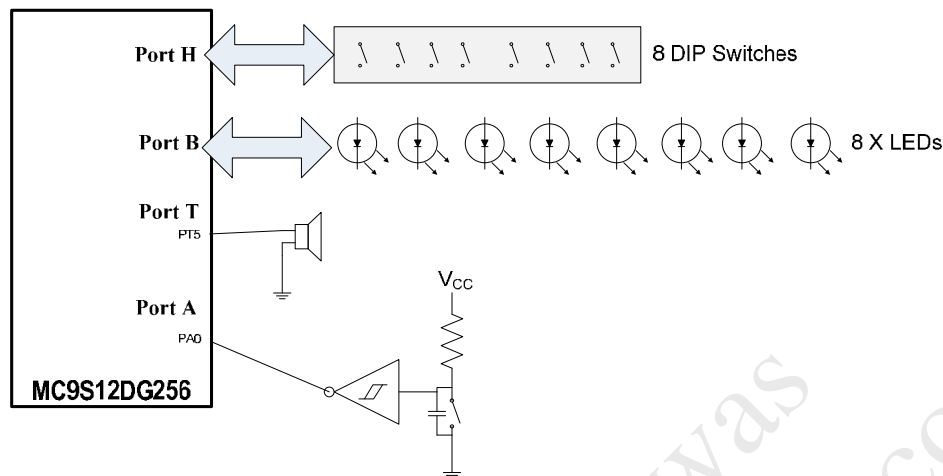 Port H
8 DIP Switches
Port B
8 X LEDs
Port T
PT5
VCC
Port A
PA0
MC9S12DG256